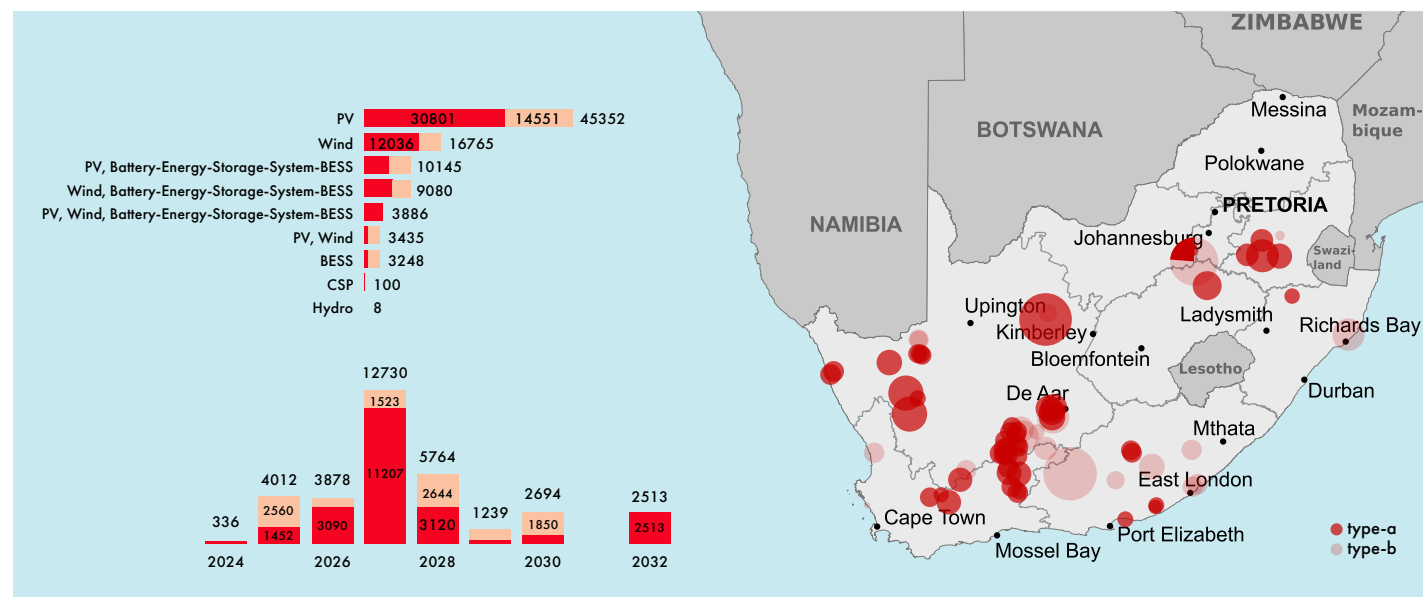 PV 30801 14551 45352
Wind 12036 16765
PV, Battery-Energy-Storage-System-BESS 10145
Wind, Battery-Energy-Storage-System-BESS 9080
PV, Wind, Battery-Energy-Storage-System-BESS 3886
PV, Wind 3435
BESS 3248
CSP 100
Hydro 8
12730
1523
11207
4012 3878 5764
2560 2644
336 1452 3090 3120 1239 2694 2513
1850 2513
2024 2026 2028 2030 2032
ZIMBABWE
Messina
Mozam-
bique
BOTSWANA
Polokwane
PRETORIA
NAMIBIA
Johannesburg
Swazi-
land
Upington
Ladysmith
Richards Bay
Kimberley
Bloemfontein
Lesotho
De Aar
Durban
Mthata
East London
Cape Town
Port Elizabeth
Mossel Bay
type-a
type-b